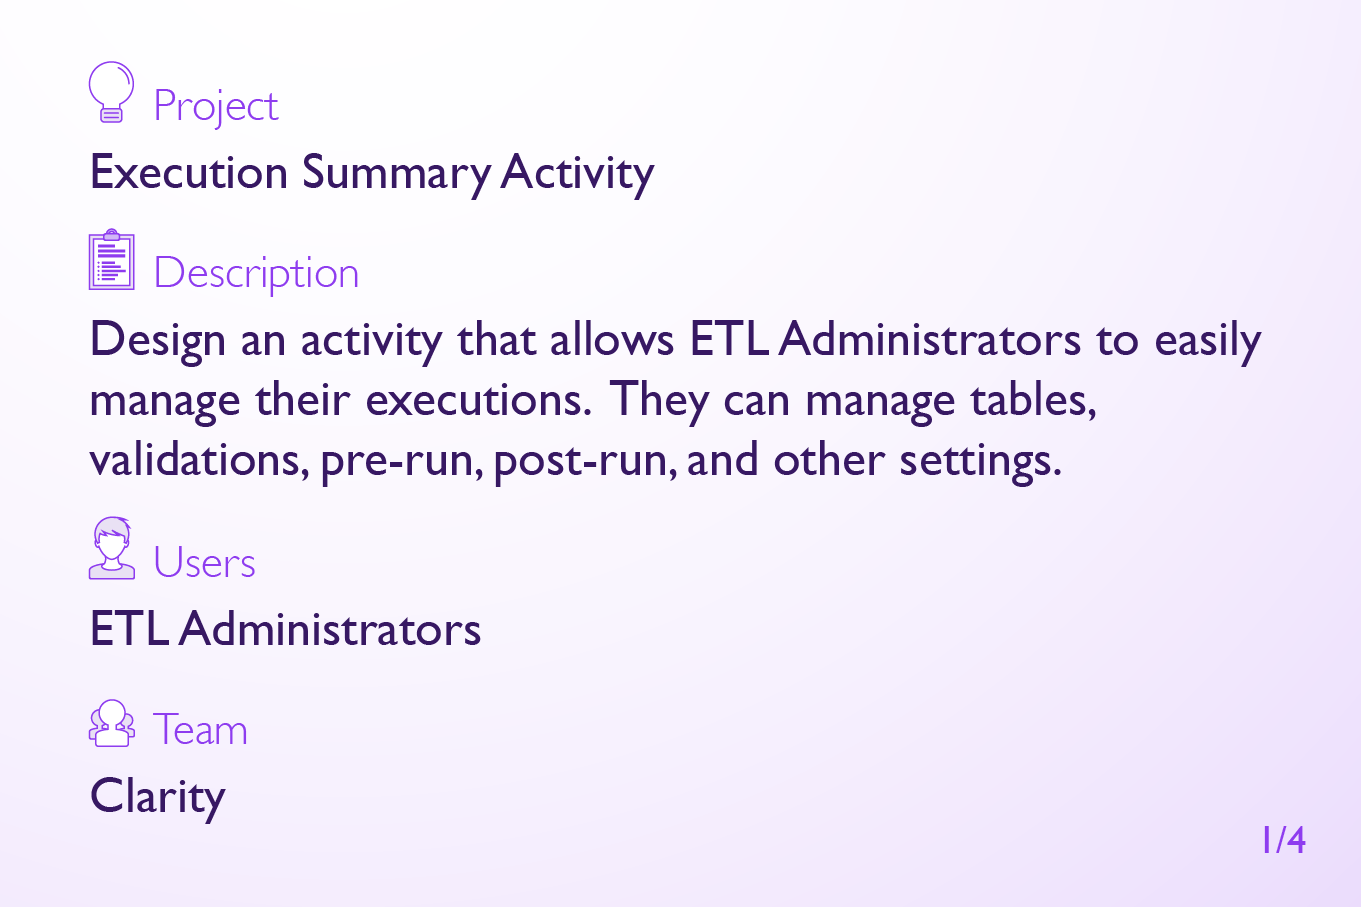 Project
Execution Summary Activity
Description
Design an activity that allows ETL Administrators to easily
manage their executions. They can manage tables,
validations, pre-run, post-run, and other settings.
Users
ETL Administrators
Team
Clarity
1/4